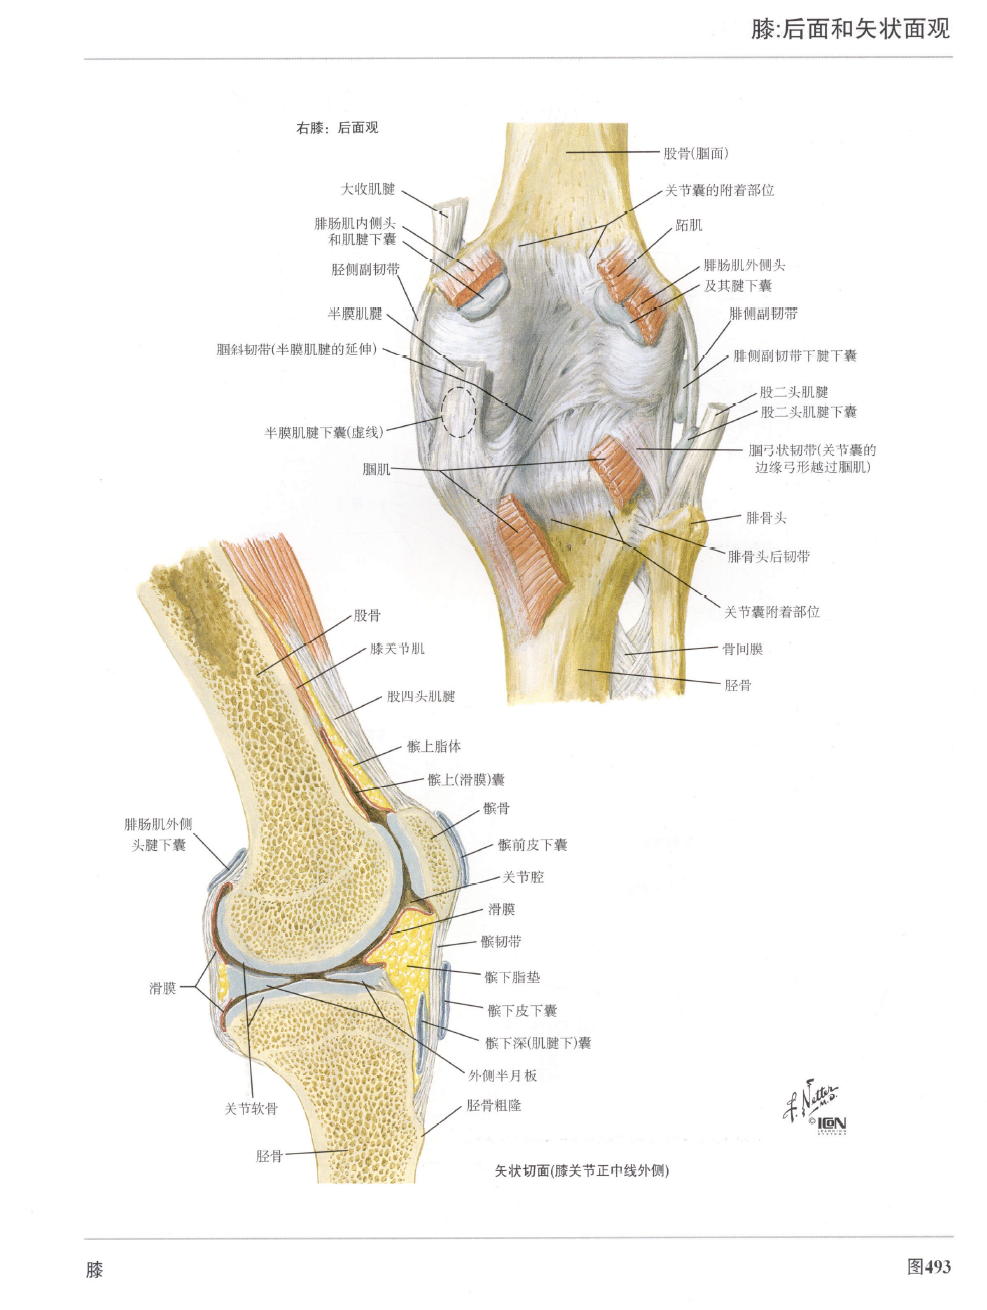 膝:后面和矢状面观
右膝：后面观
股骨(腘面)
大收肌腱
关节囊的附着部位
腓肠肌内侧头
和肌腱下囊
跖肌
胫侧副韧带
腓肠肌外侧头
及其腱下囊
半膜肌腱
腓侧副韧带
腘斜韧带(半膜肌腱的延伸)
腓侧副韧带下腱下囊
股二头肌腱
股二头肌腱下囊
半膜肌腱下囊(虚线)
腘弓状韧带(关节囊的
边缘弓形越过腘肌)
腘肌
腓骨头
腓骨头后韧带
关节囊附着部位
骨间膜
胫骨
股骨
膝关节肌
股四头肌腱
髌上脂体
髌上(滑膜)囊
髌骨
腓肠肌外侧
头腱下囊
髌前皮下囊
关节腔
滑膜
髌韧带
髌下脂垫
滑膜
髌下皮下囊
髌下深(肌腱下)囊
外侧半月板
关节软骨
胫骨粗隆
胫骨
矢状切面(膝关节正中线外侧)
F. Netter
M.D.
©ICON
LEARNING
SYSTEMS
膝
图493